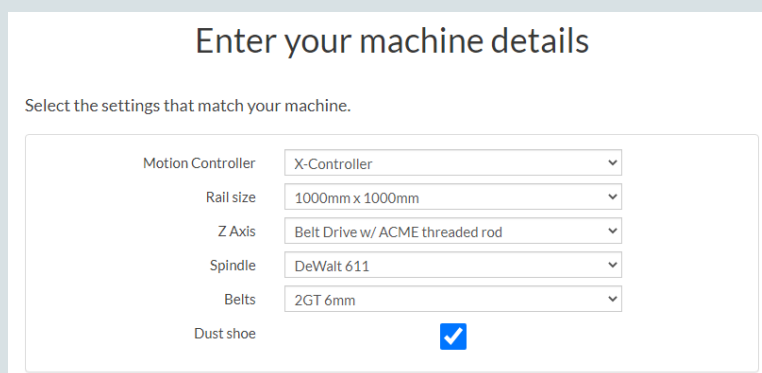 Enter your machine details
Select the settings that match your machine.
Motion Controller X-Controller
Rail size 1000mm x 1000mm
Z Axis Belt Drive w/ ACME threaded rod
Spindle DeWalt 611
Belts 2GT 6mm
Dust shoe